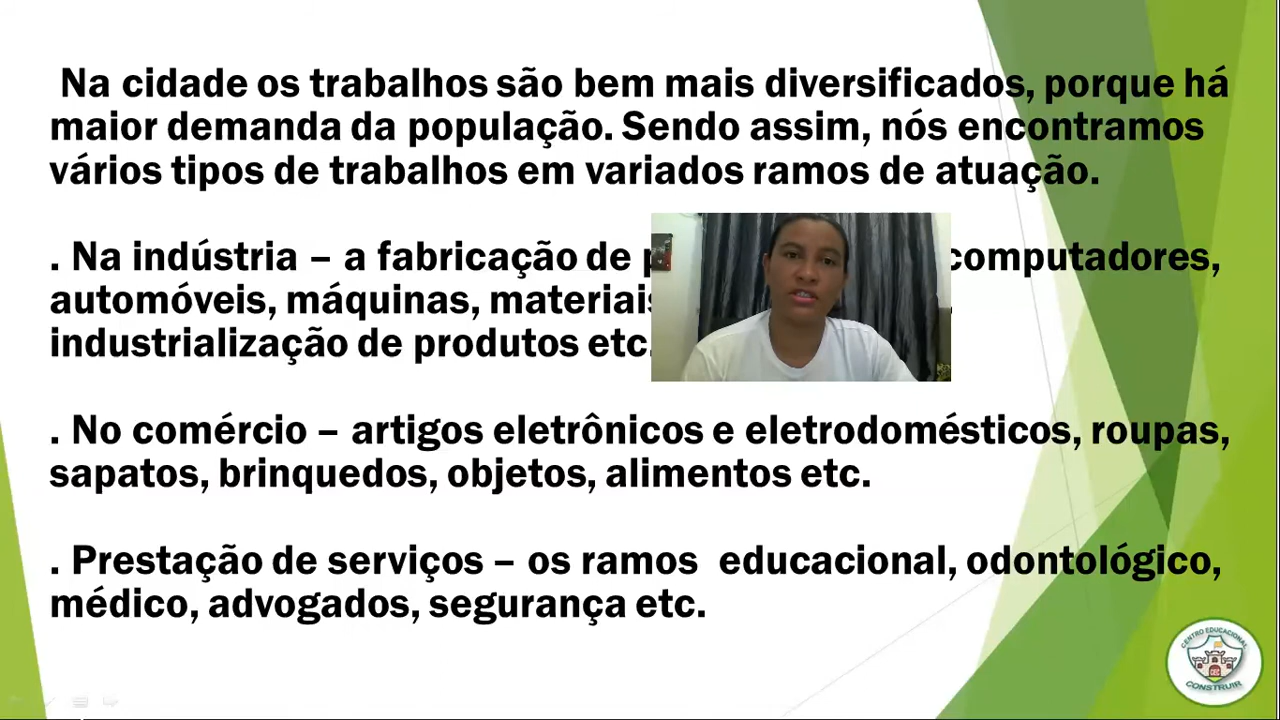 Na cidade os trabalhos são bem mais diversificados, porque há
maior demanda da população. Sendo assim, nós encontramos
vários tipos de trabalhos em variados ramos de atuação.
. Na indústria – a fabricação de computadores,
automóveis, máquinas, materiais
industrialização de produtos etc.
. No comércio – artigos eletrônicos e eletrodomésticos, roupas,
sapatos, brinquedos, objetos, alimentos etc.
. Prestação de serviços – os ramos educacional, odontológico,
médico, advogados, segurança etc.
CENTRO EDUCACIONAL
CEC
CONSTRUIR